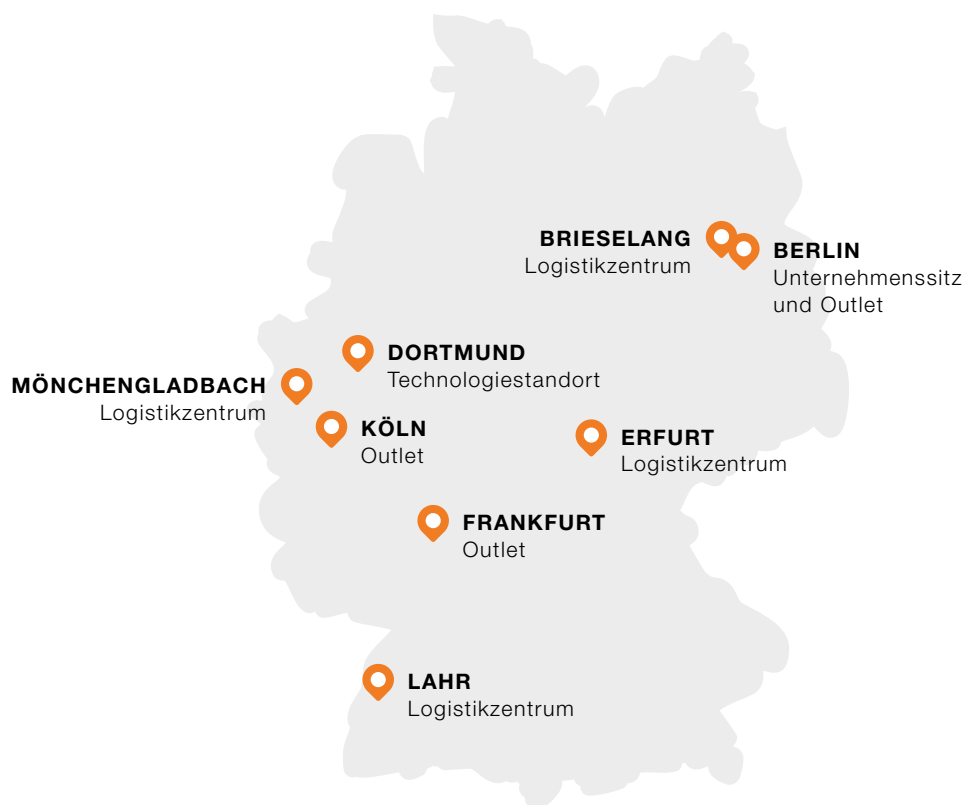 BRIESELANG
Logistikzentrum
BERLIN
Unternehmenssitz
und Outlet
DORTMUND
Technologiestandort
MÖNCHENGLADBACH
Logistikzentrum
KÖLN
Outlet
ERFURT
Logistikzentrum
FRANKFURT
Outlet
LAHR
Logistikzentrum